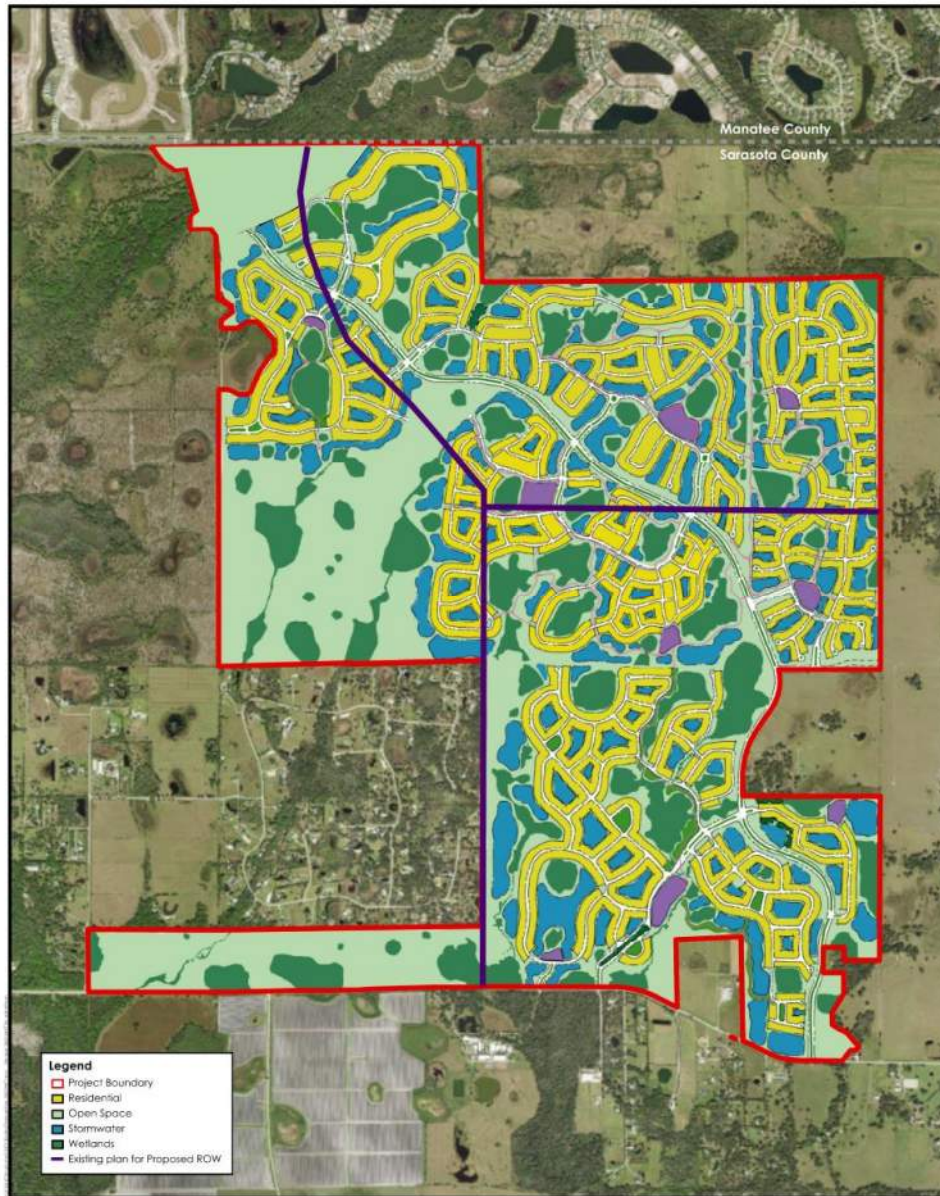 Manatee County
Sarasota County
Legend
Project Boundary
Residential
Open Space
Stormwater
Wetlands
Existing plan for Proposed ROW